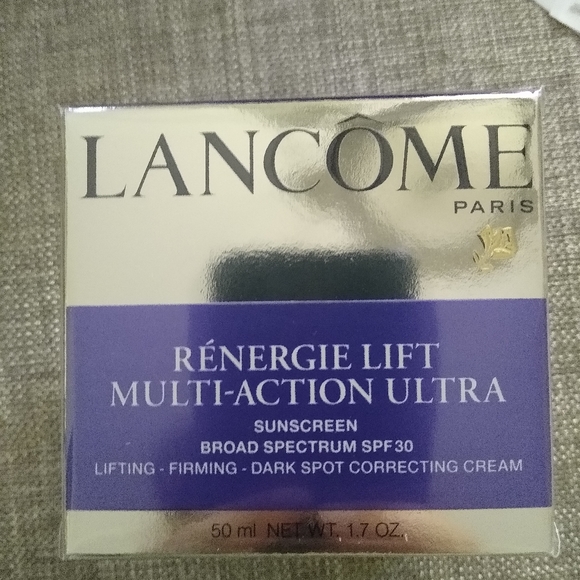 LANCÔME
PARIS
RÉNERGIE LIFT
MULTI-ACTION ULTRA
SUNSCREEN
BROAD SPECTRUM SPF30
LIFTING - FIRMING - DARK SPOT CORRECTING CREAM
50 ml NET WT. 1.7 OZ.